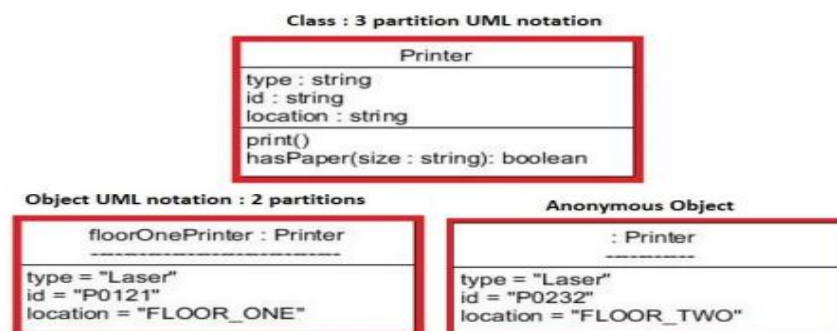 Class : 3 partition UML notation
Printer
type : string
id : string
location : string
print()
hasPaper(size : string): boolean
Object UML notation : 2 partitions
floorOnePrinter : Printer
type = "Laser"
id = "P0121"
location = "FLOOR_ONE"
Anonymous Object
: Printer
type = "Laser"
id = "P0232"
location = "FLOOR_TWO"